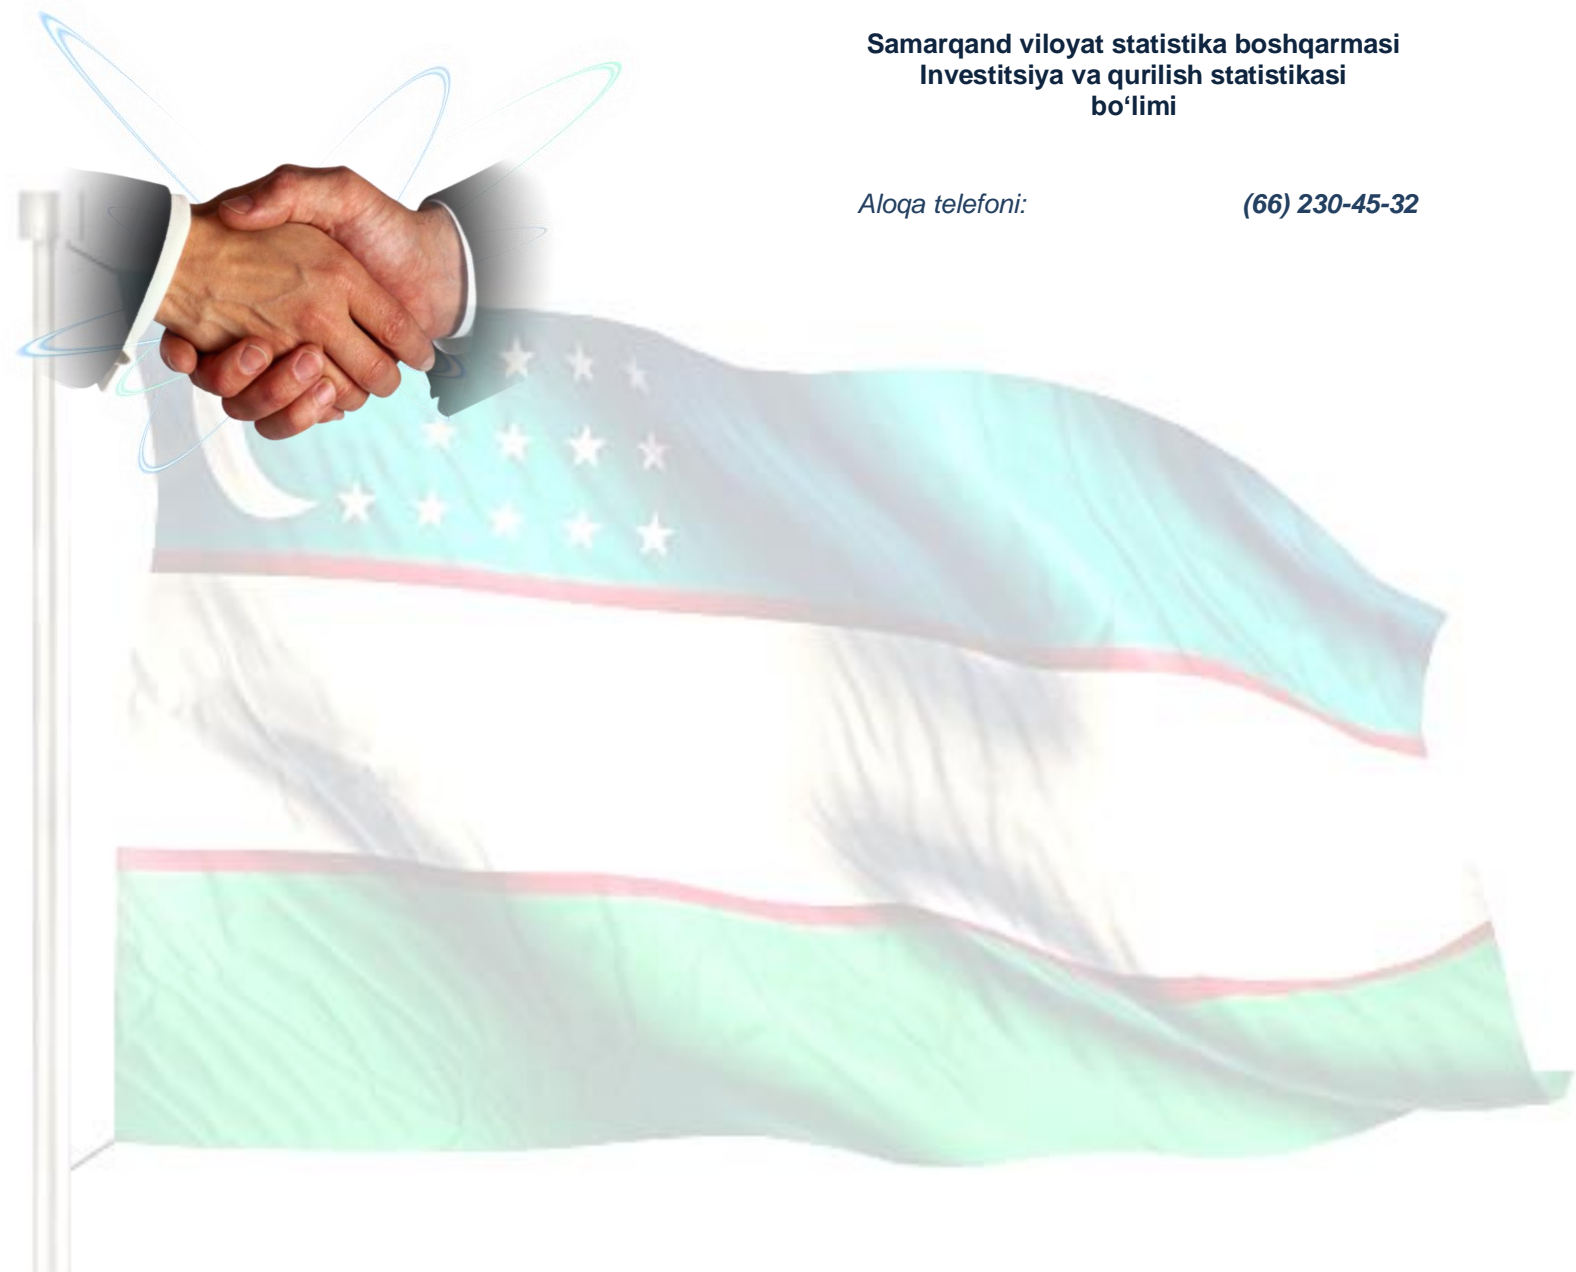 Samarqand viloyat statistika boshqarmasi
Investitsiya va qurilish statistikasi
bo‘limi
Aloqa telefoni: (66) 230-45-32